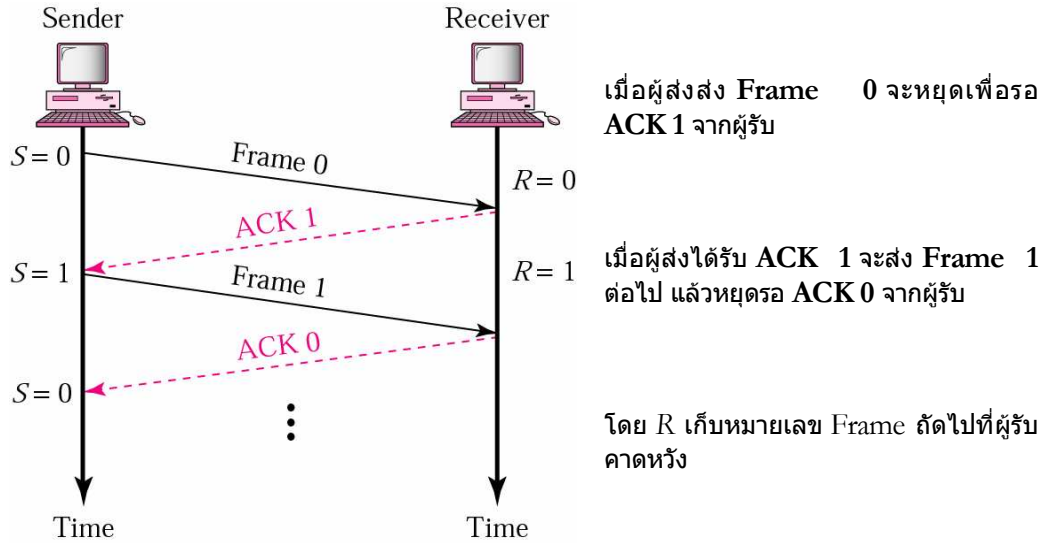 Sender
Receiver
S = 0
Frame 0
R = 0
ACK 1
S = 1
Frame 1
R = 1
ACK 0
S = 0
Time
Time
เมื่อผู้ส่งส่ง Frame 0 จะหยุดเพื่อรอ
ACK 1 จากผู้รับ
เมื่อผู้ส่งได้รับ ACK 1 จะส่ง Frame 1
ต่อไป แล้วหยุดรอ ACK 0 จากผู้รับ
โดย R เก็บหมายเลข Frame ถัดไปที่ผู้รับ
คาดหวัง